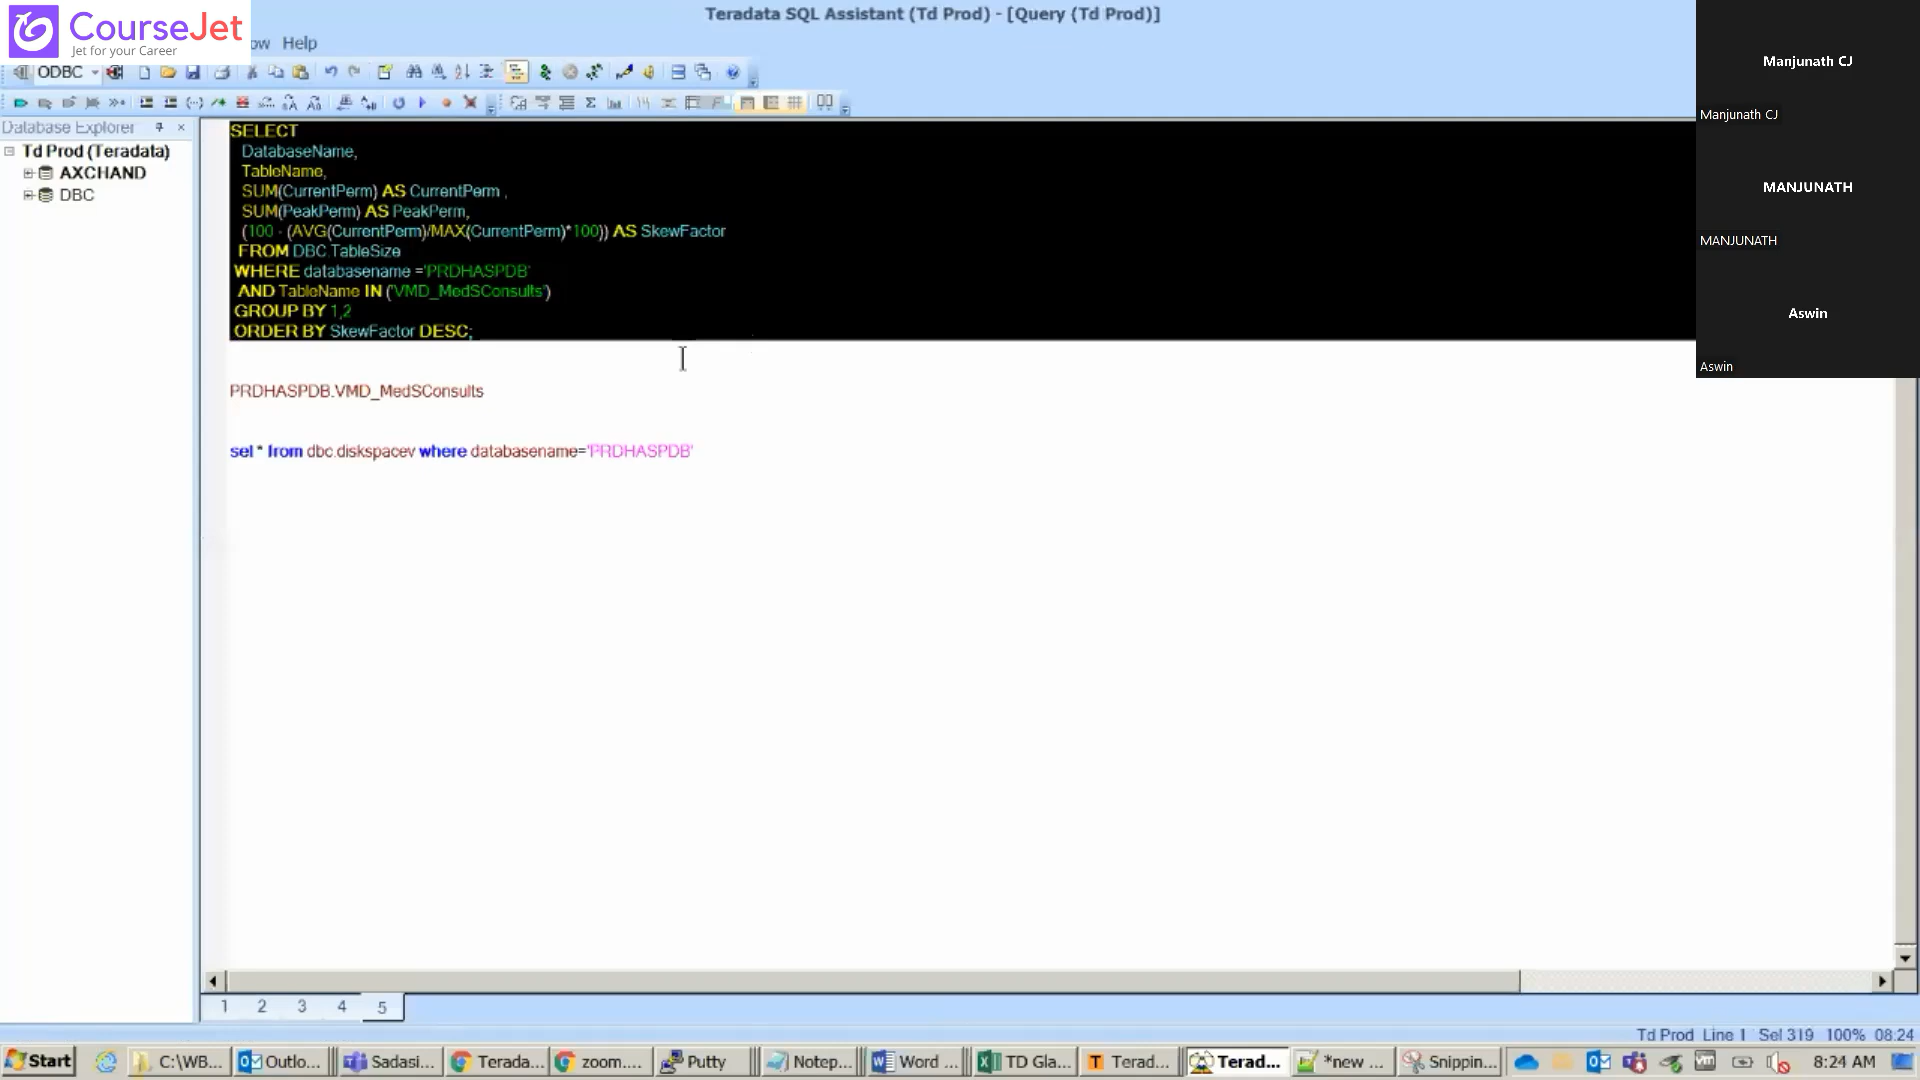 CourseJet
Jet for your Career
Teradata SQL Assistant (Td Prod) - [Query (Td Prod)]
ow Help
ODBC
Database Explorer
Td Prod (Teradata)
AXCHAND
DBC
SELECT
DatabaseName,
TableName,
SUM(CurrentPerm) AS CurrentPerm ,
SUM(PeakPerm) AS PeakPerm,
(100 - (AVG(CurrentPerm)/MAX(CurrentPerm)*100)) AS SkewFactor
FROM DBC.TableSize
WHERE databasename ='PRDHASPDB'
AND TableName IN ('VMD_MedSConsults')
GROUP BY 1,2
ORDER BY SkewFactor DESC;
PRDHASPDB.VMD_MedSConsults
sel * from dbc.diskspacev where databasename='PRDHASPDB'
Manjunath CJ
Manjunath CJ
MANJUNATH
MANJUNATH
Aswin
Aswin
1 2 3 4 5
Td Prod Line 1 Sel 319 100% 08:24
Start C:\WB... Outlo... Sadasi... Terada... zoom.... Putty Notep... Word ... TD Gla... Terad... Terad... *new ... Snippin... 8:24 AM